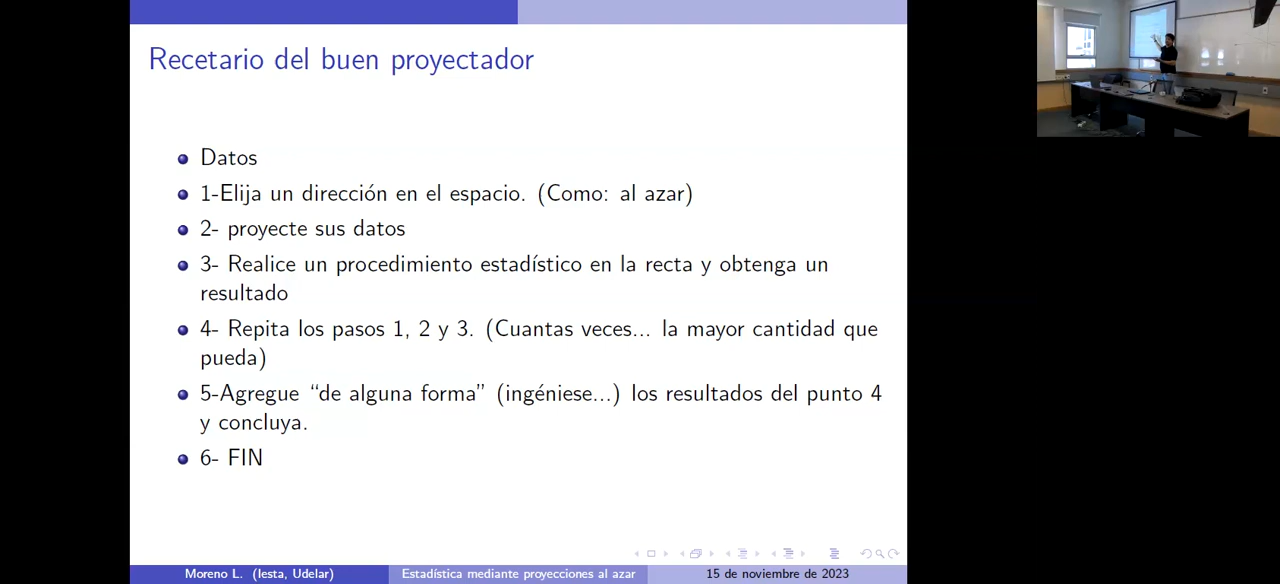 Recetario del buen proyectador
Datos
1-Elija un dirección en el espacio. (Como: al azar)
2- proyecte sus datos
3- Realice un procedimiento estadístico en la recta y obtenga un
resultado
4- Repita los pasos 1, 2 y 3. (Cuantas veces... la mayor cantidad que
pueda)
5-Agregue “de alguna forma” (ingéniese...) los resultados del punto 4
y concluya.
6- FIN
Moreno L. (Iesta, Udelar)
Estadística mediante proyecciones al azar
15 de noviembre de 2023